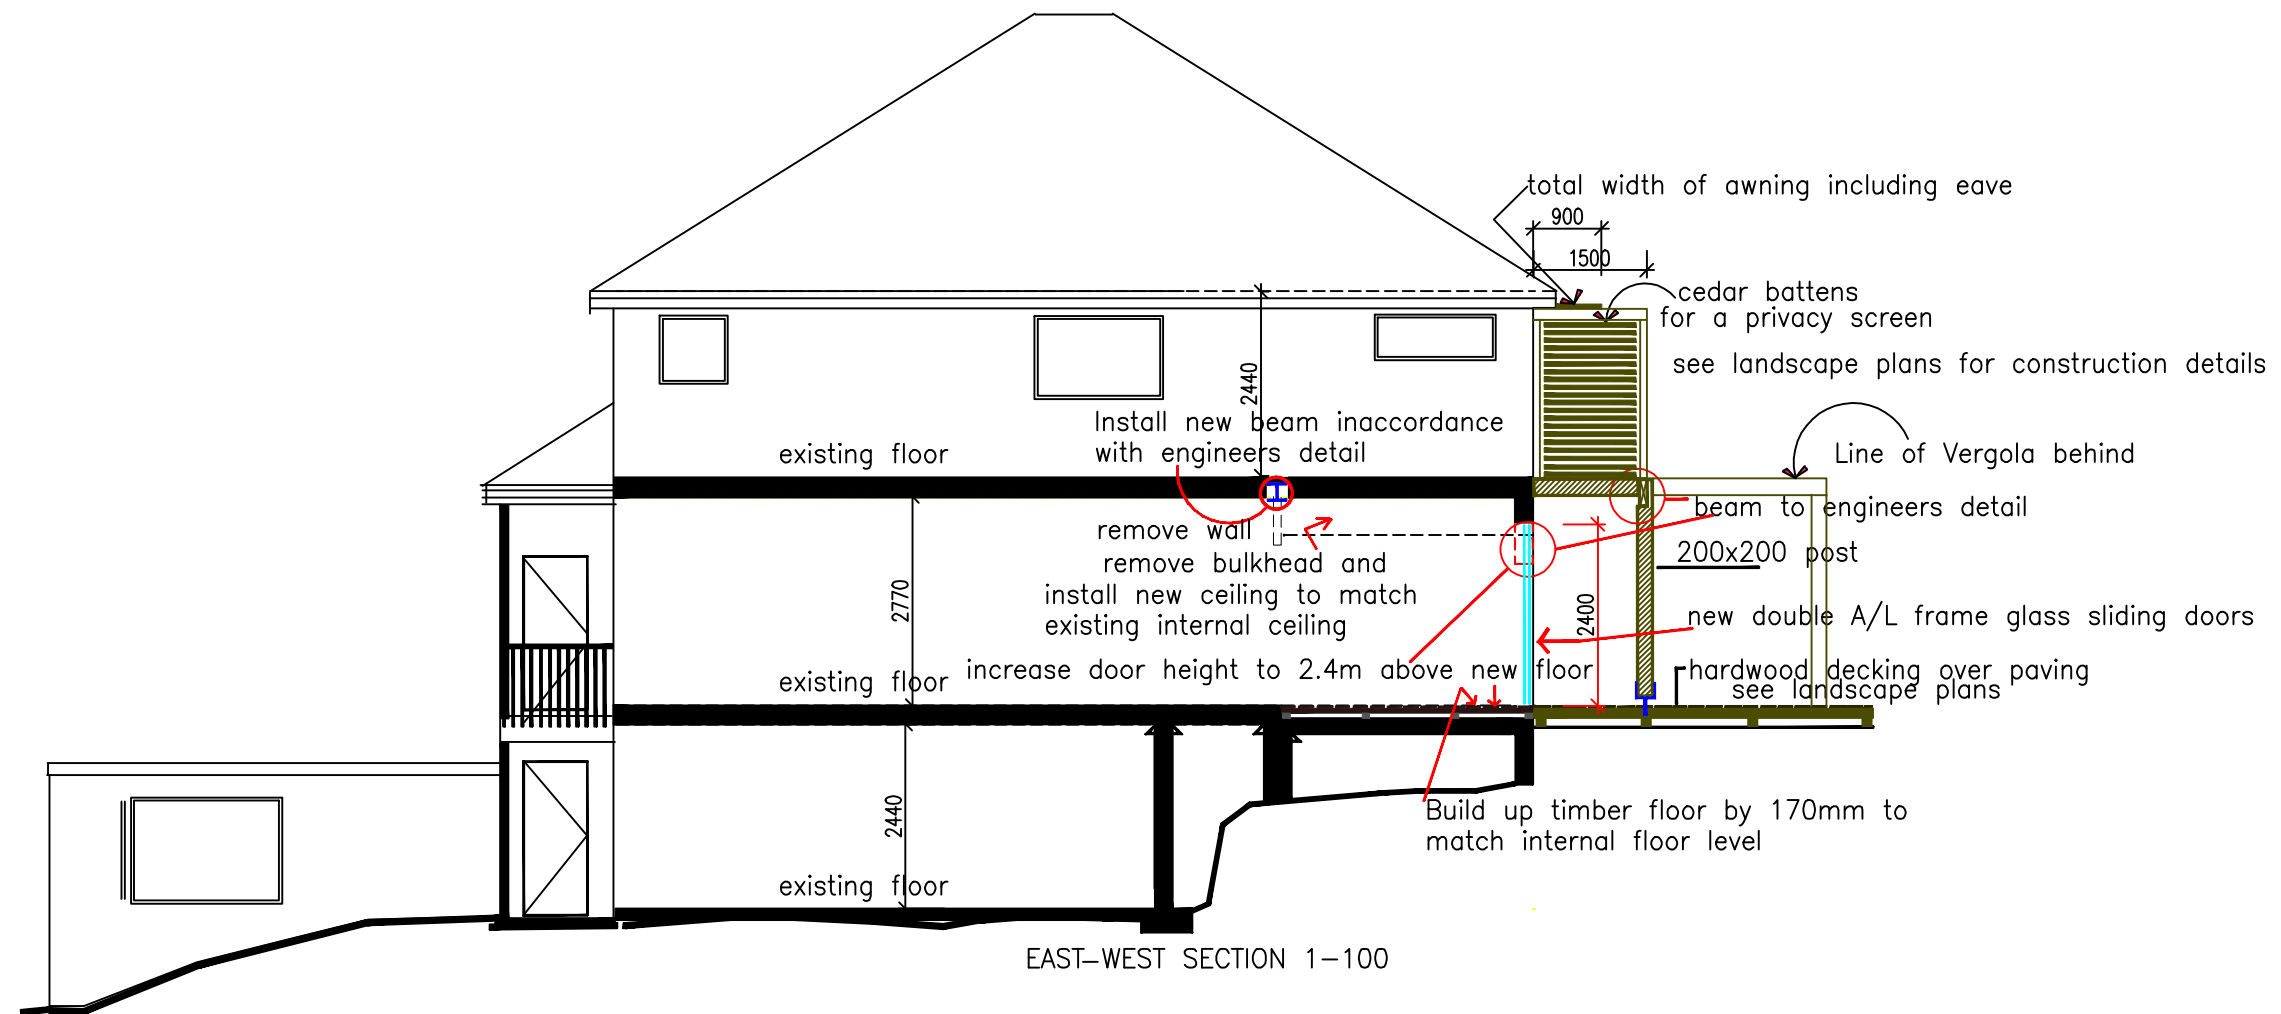 total width of awning including eave
900
1500
cedar battens
for a privacy screen
see landscape plans for construction details
2440
Install new beam inaccordance
with engineers detail
existing floor
Line of Vergola behind
beam to engineers detail
remove wall
200x200 post
remove bulkhead and
install new ceiling to match
existing internal ceiling
2770
2400
new double A/L frame glass sliding doors
increase door height to 2.4m above new floor
hardwood decking over paving
see landscape plans
existing floor
Build up timber floor by 170mm to
match internal floor level
2440
existing floor
EAST-WEST SECTION 1-100